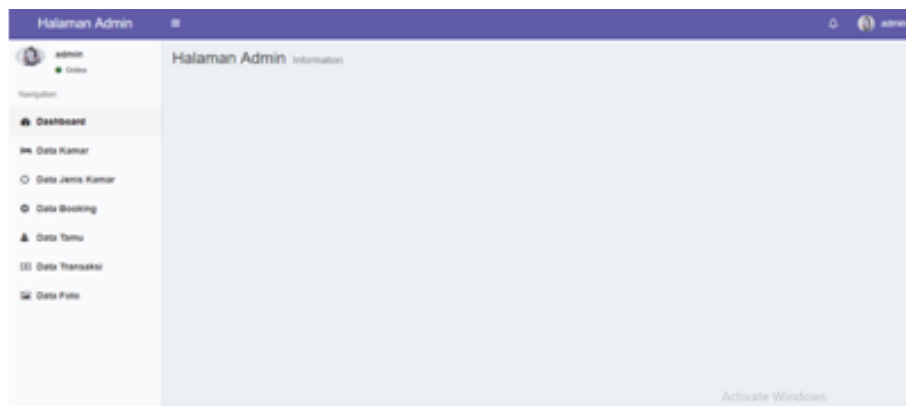 Halaman Admin
admin
admin
Online
Halaman Admin Information
Navigation
Dashboard
Data Kamar
Data Jenis Kamar
Data Booking
Data Tamu
Data Transaksi
Data Foto
Activate Windows